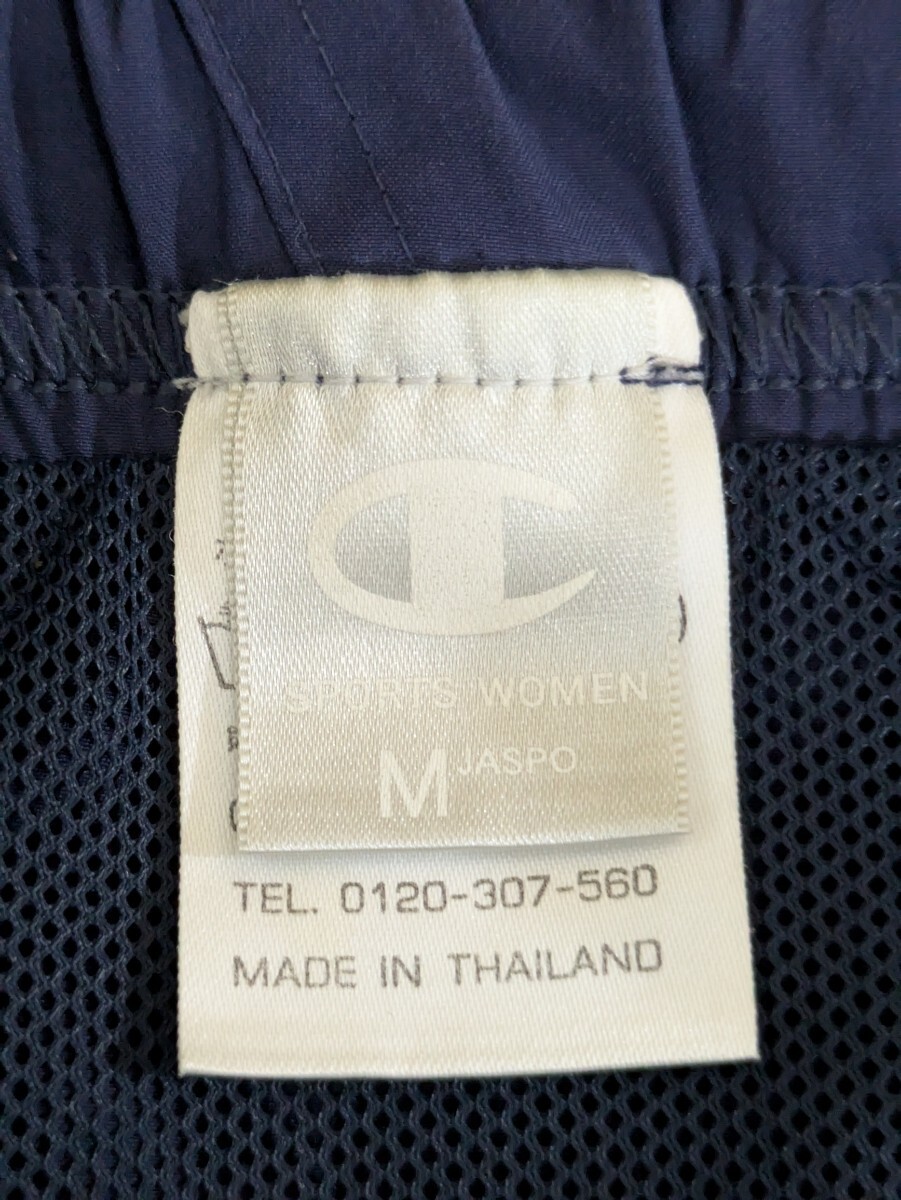 SPORTS WOMEN
M JASPO
TEL. 0120-307-560
MADE IN THAILAND